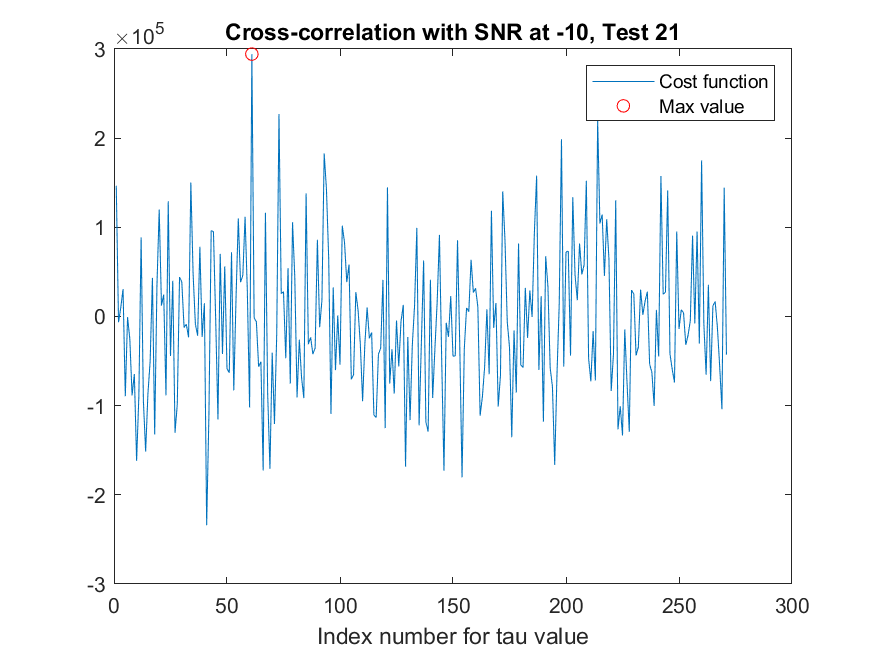 Cross-correlation with SNR at -10, Test 21
×10⁵
3
2
1
0
-1
-2
-3
0 50 100 150 200 250 300
Index number for tau value
Cost function
Max value